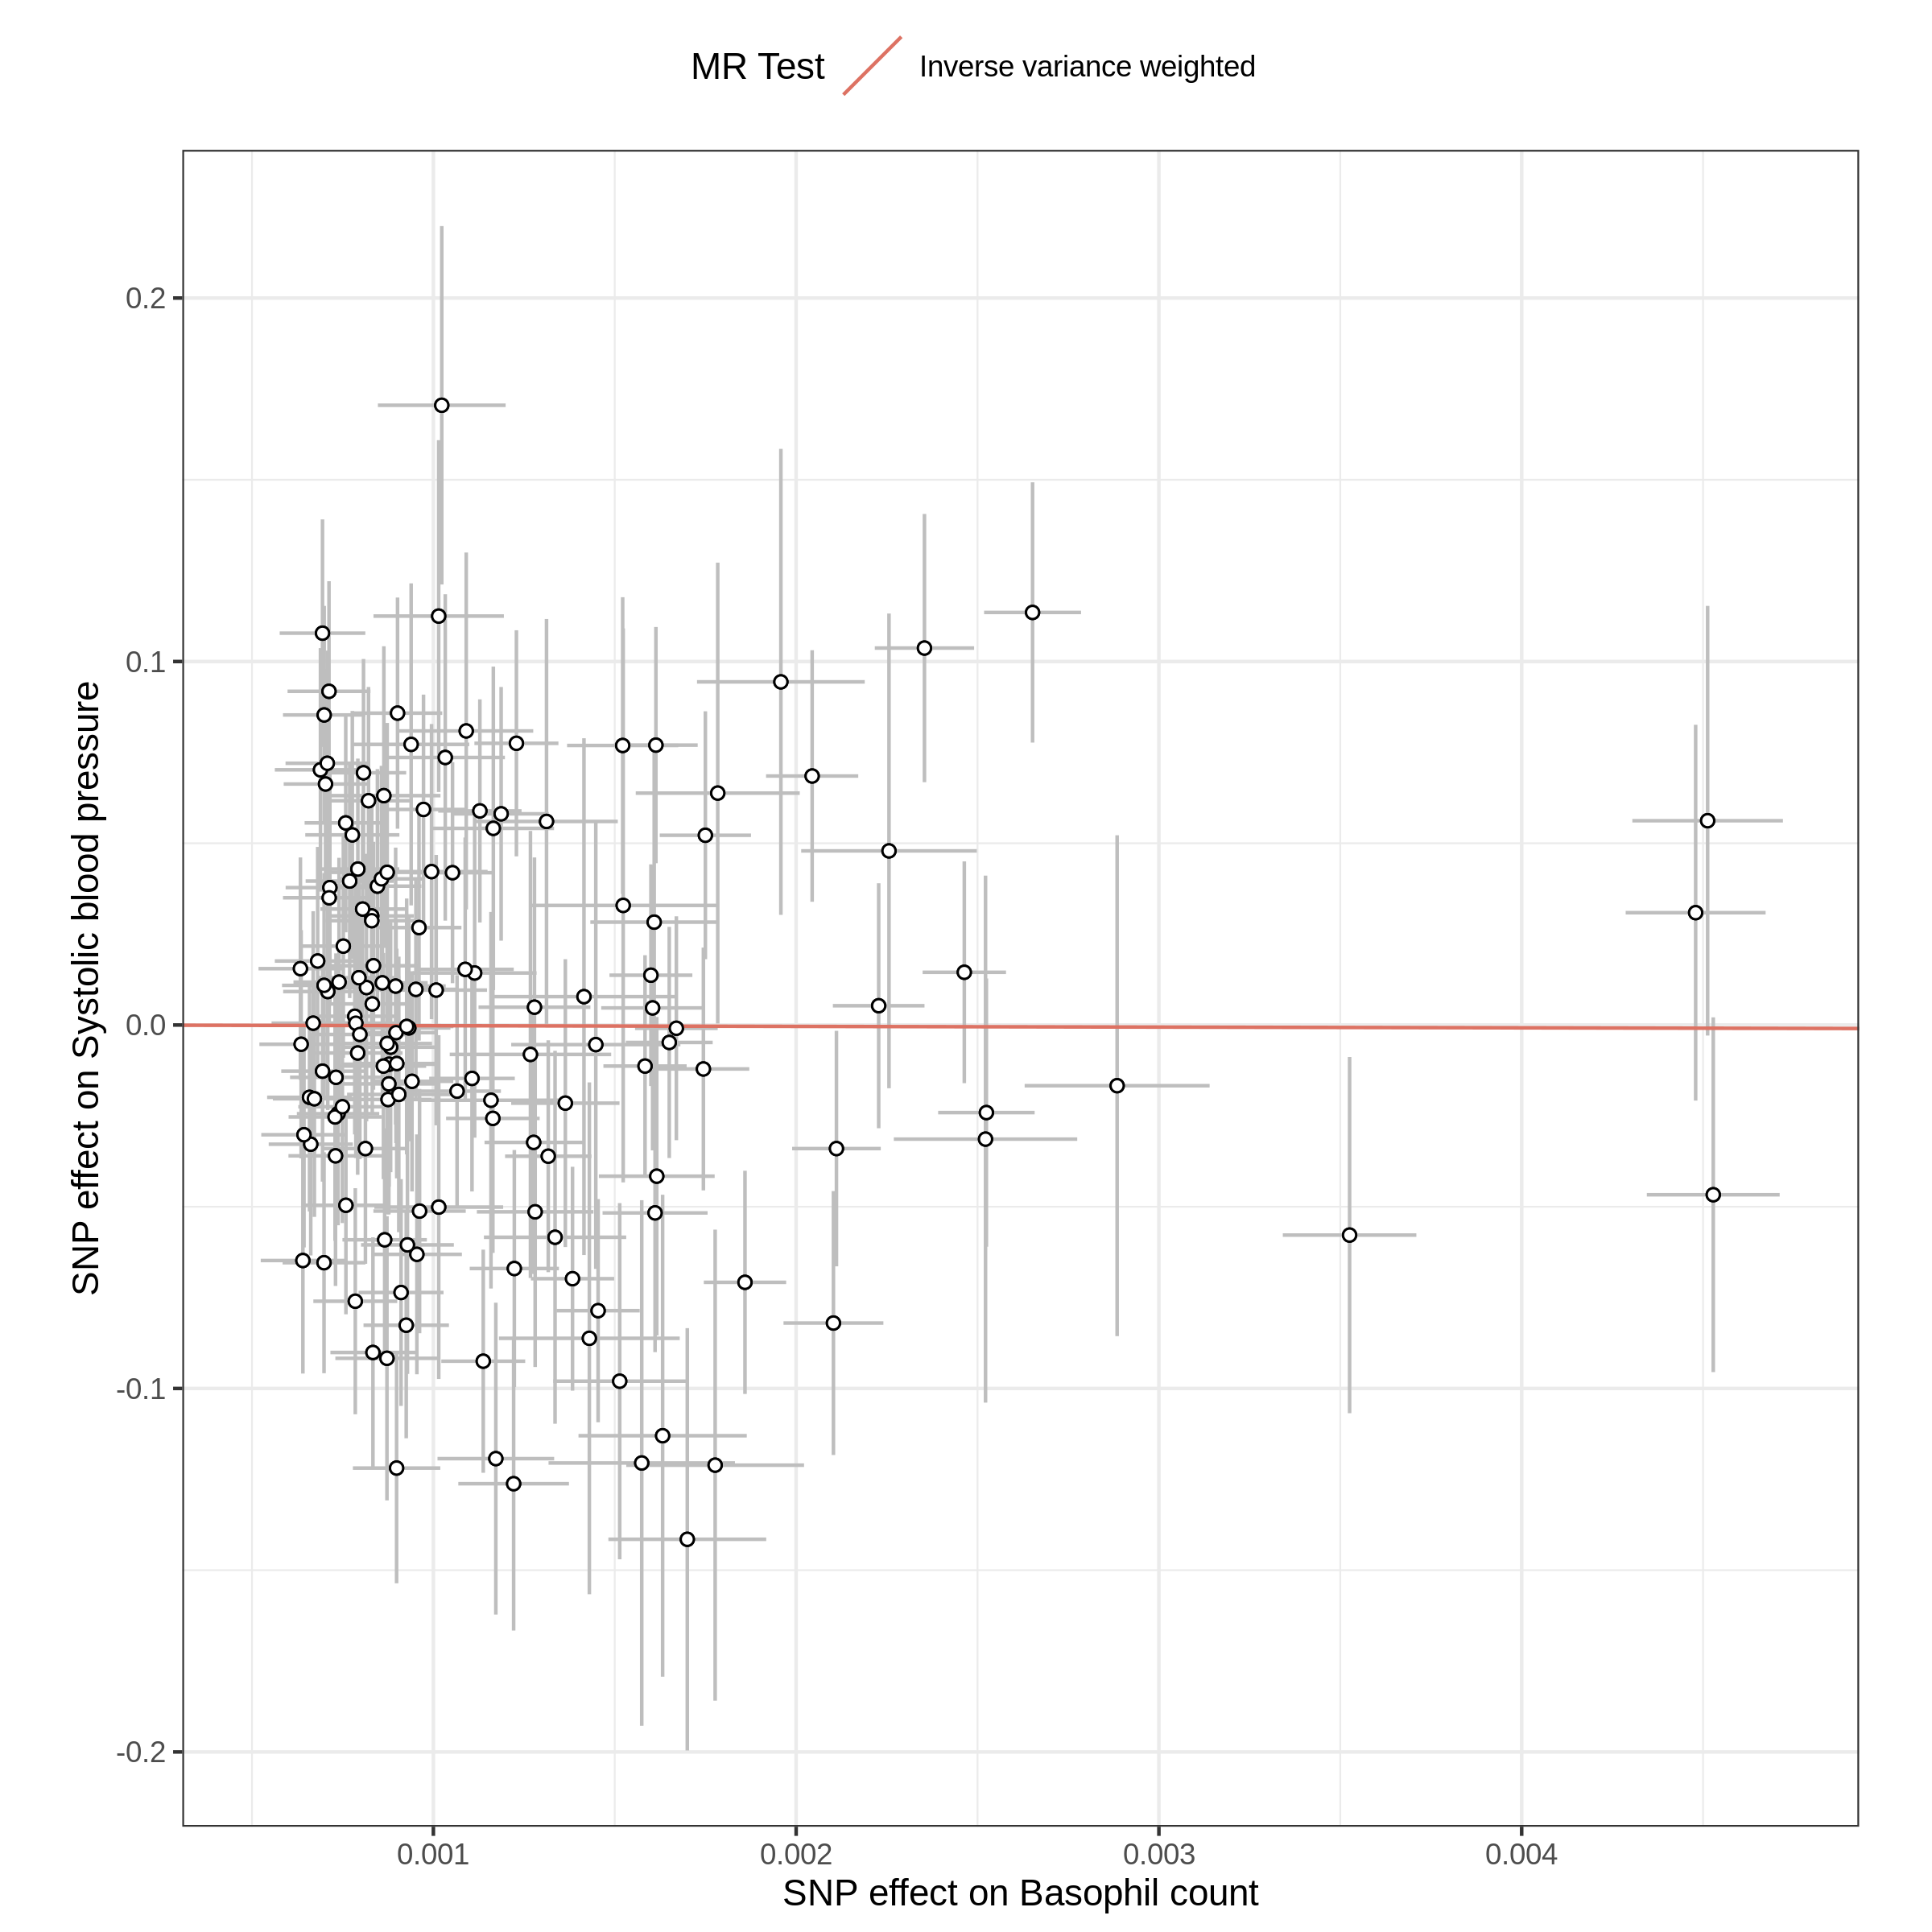 MR Test
Inverse variance weighted
SNP effect on Systolic blood pressure
0.2
0.1
0.0
-0.1
-0.2
0.001
0.002
0.003
0.004
SNP effect on Basophil count